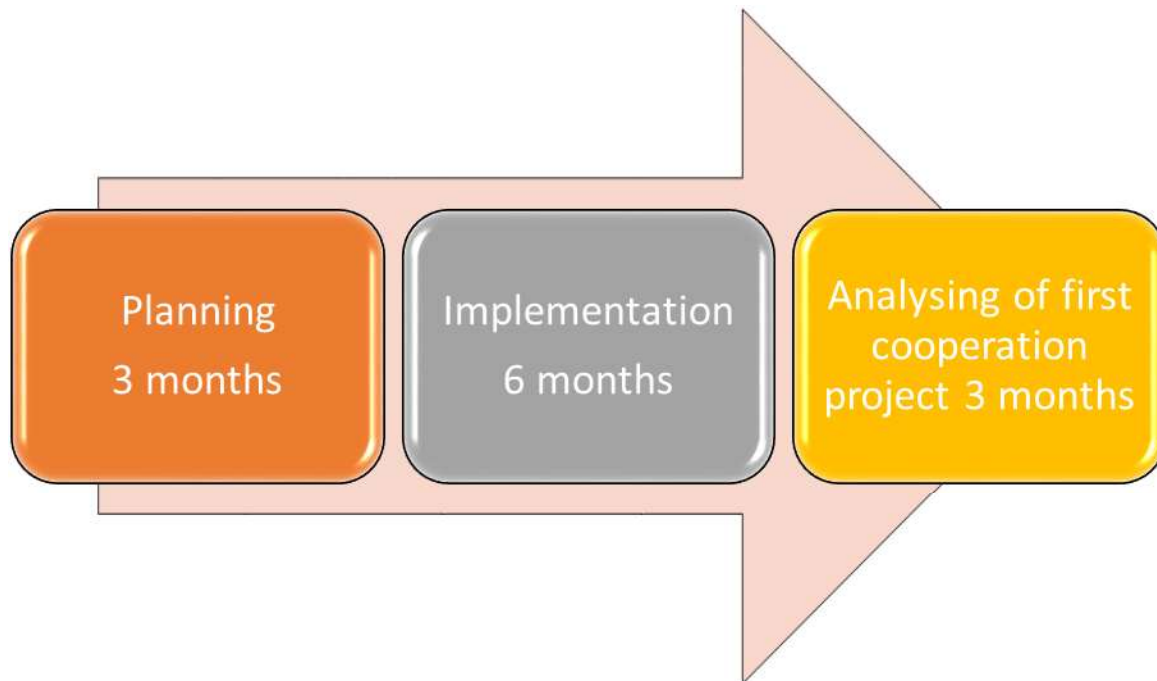 Planning
3 months
Implementation
6 months
Analysing of first
cooperation
project 3 months